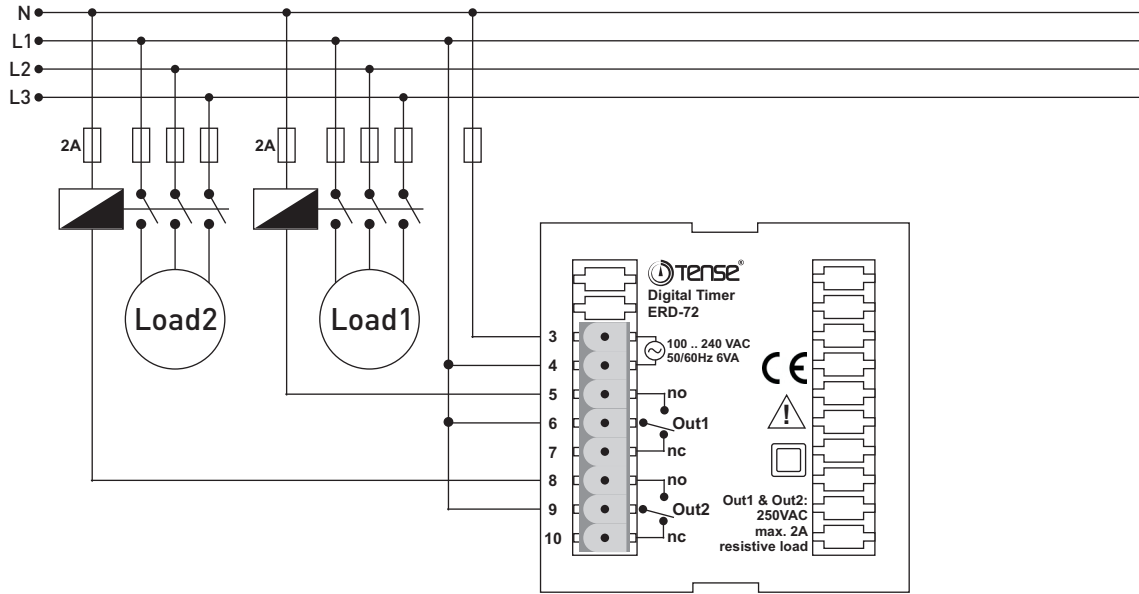 N
L1
L2
L3
2A
2A
Load2
Load1
TENSE®
Digital Timer
ERD-72
3
4
5
6
7
8
9
10
100 .. 240 VAC
50/60Hz 6VA
no
Out1
nc
no
Out2
nc
CE
!
Out1 & Out2:
250VAC
max. 2A
resistive load